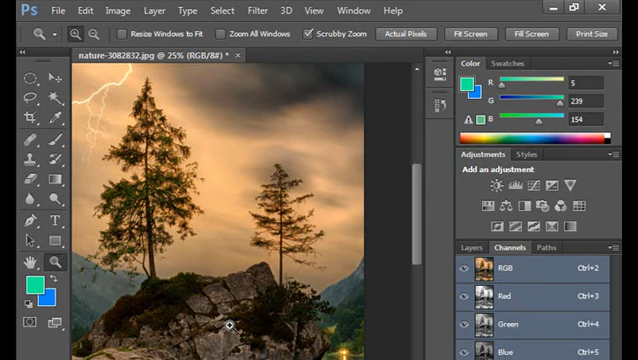 Ps File Edit Image Layer Type Select Filter 3D View Window Help
Resize Windows to Fit Zoom All Windows Scrubby Zoom Actual Pixels Fit Screen Fill Screen Print Size
nature-3082832.jpg @ 25% (RGB/8#) * ×
Color Swatches
R 5
G 239
B 154
Adjustments Styles
Add an adjustment
Layers Channels Paths
RGB Ctrl+2
Red Ctrl+3
Green Ctrl+4
Blue Ctrl+5